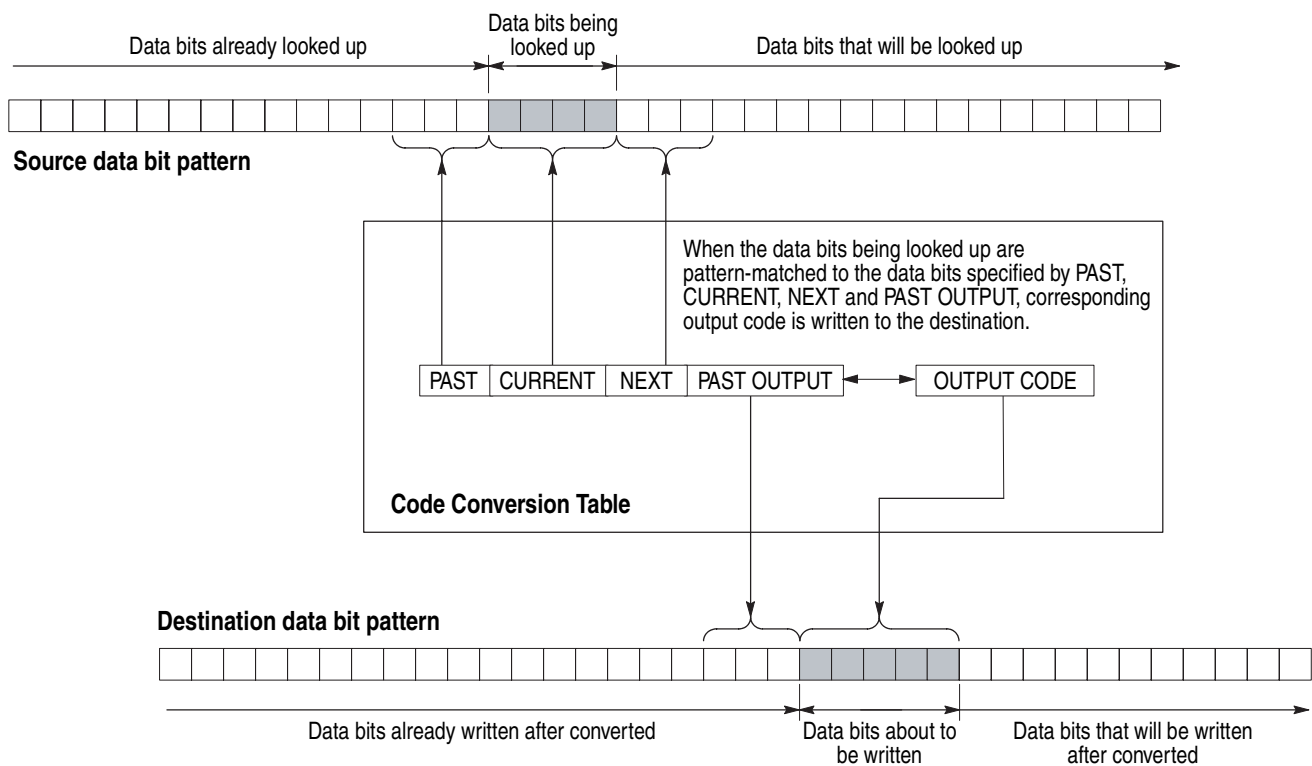 Data bits already looked up
Data bits being
looked up
Data bits that will be looked up
Source data bit pattern
When the data bits being looked up are
pattern-matched to the data bits specified by PAST,
CURRENT, NEXT and PAST OUTPUT, corresponding
output code is written to the destination.
PAST CURRENT NEXT PAST OUTPUT OUTPUT CODE
Code Conversion Table
Destination data bit pattern
Data bits already written after converted
Data bits about to
be written
Data bits that will be written
after converted